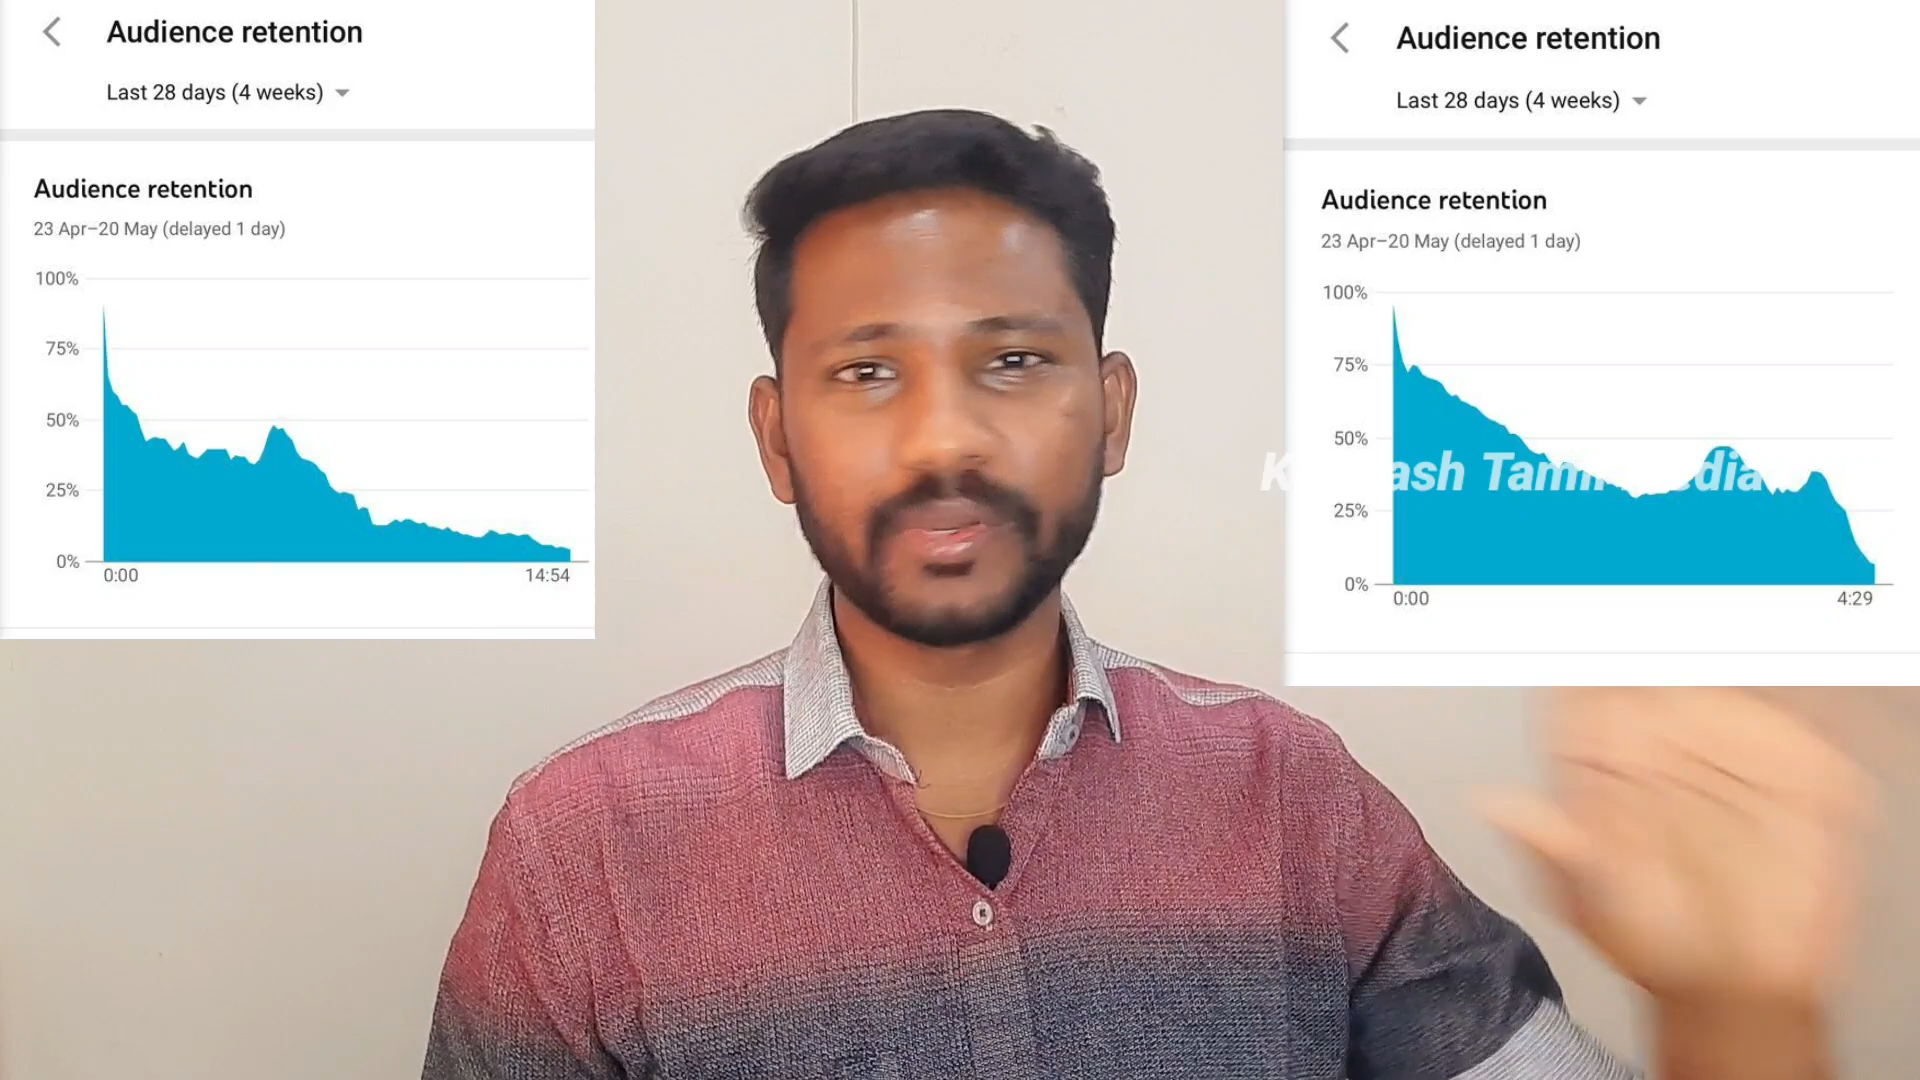 Audience retention
Last 28 days (4 weeks)
Audience retention
23 Apr–20 May (delayed 1 day)
100%
75%
50%
25%
0%
0:00
14:54
Audience retention
Last 28 days (4 weeks)
Audience retention
23 Apr–20 May (delayed 1 day)
100%
75%
50%
25%
0%
0:00
4:29